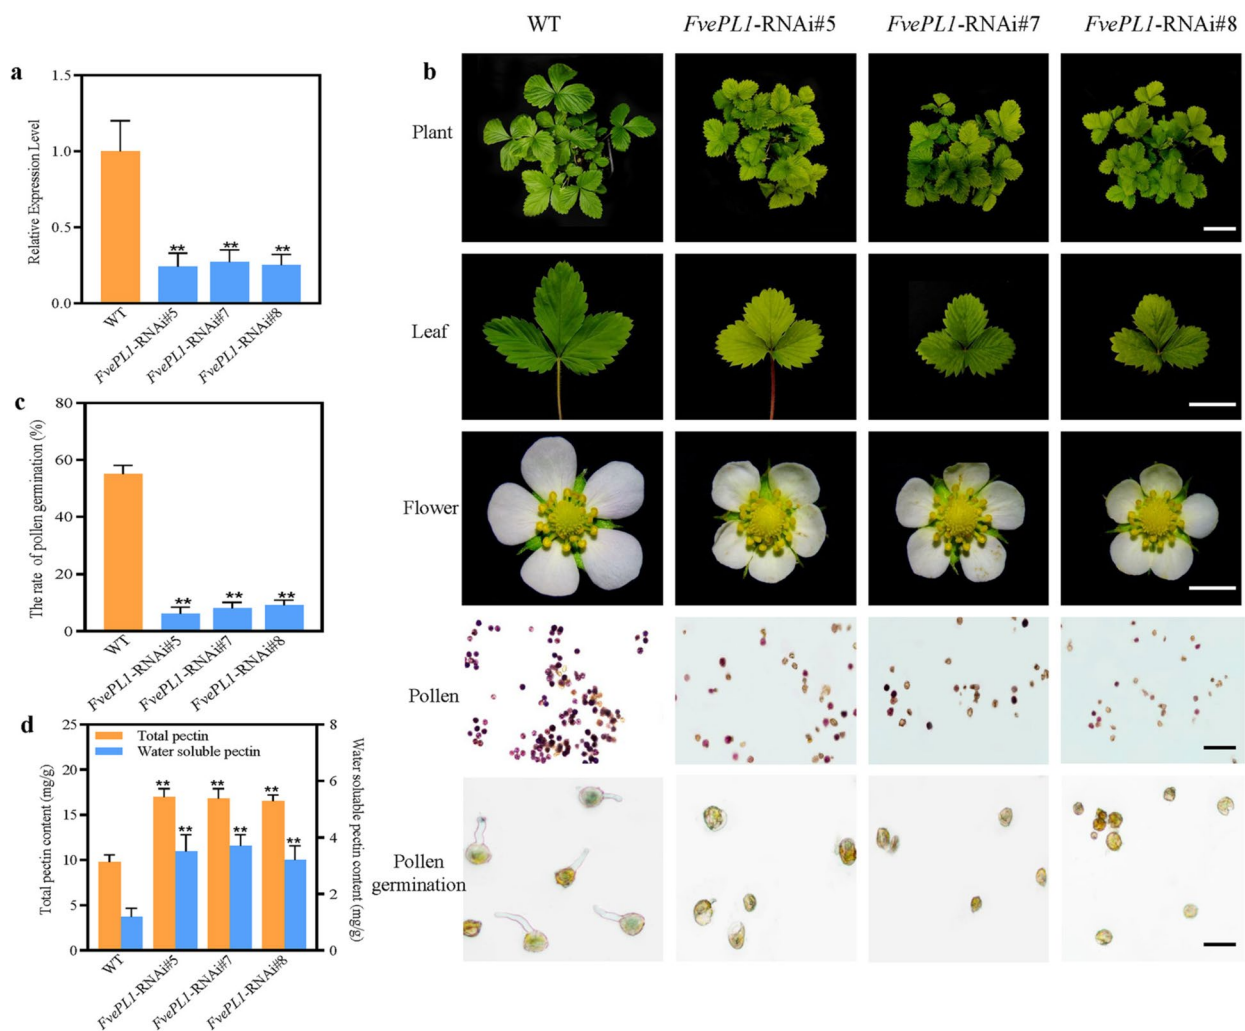 WT FvePL1-RNAi#5 FvePL1-RNAi#7 FvePL1-RNAi#8
a
1.5
1.0
0.5
0.0
Relative Expression Level
**
**
**
WT
FvePL1-RNAi#5
FvePL1-RNAi#7
FvePL1-RNAi#8
b
Plant
Leaf
Flower
Pollen
Pollen
germination
c
80
60
40
20
0
The rate of pollen germination (%)
**
**
**
WT
FvePL1-RNAi#5
FvePL1-RNAi#7
FvePL1-RNAi#8
d
25
20
15
10
5
0
Total pectin content (mg/g)
Total pectin
Water soluble pectin
**
**
**
**
**
**
8
6
4
2
0
Water soluable pectin content (mg/g)
WT
FvePL1-RNAi#5
FvePL1-RNAi#7
FvePL1-RNAi#8